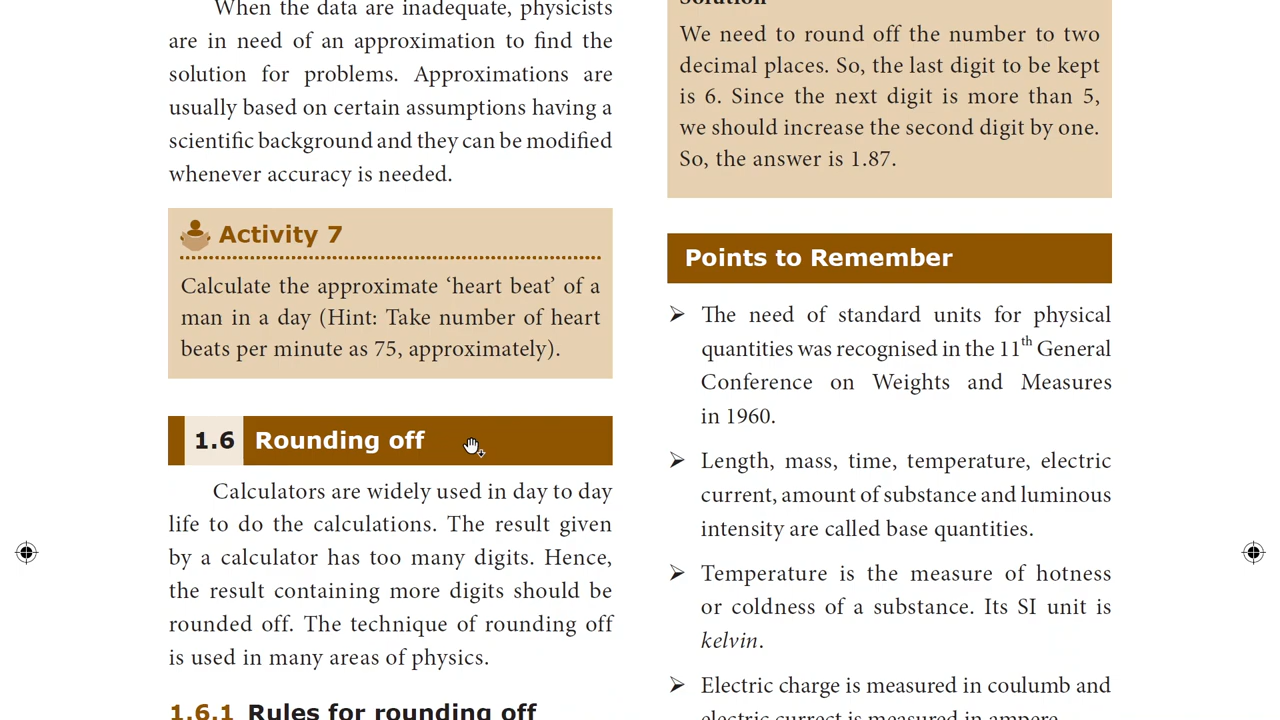 When the data are inadequate, physicists
are in need of an approximation to find the
solution for problems. Approximations are
usually based on certain assumptions having a
scientific background and they can be modified
whenever accuracy is needed.
Activity 7
Calculate the approximate ‘heart beat’ of a
man in a day (Hint: Take number of heart
beats per minute as 75, approximately).
1.6 Rounding off
Calculators are widely used in day to day
life to do the calculations. The result given
by a calculator has too many digits. Hence,
the result containing more digits should be
rounded off. The technique of rounding off
is used in many areas of physics.
1.6.1 Rules for rounding off
Solution
We need to round off the number to two
decimal places. So, the last digit to be kept
is 6. Since the next digit is more than 5,
we should increase the second digit by one.
So, the answer is 1.87.
Points to Remember
➢ The need of standard units for physical
quantities was recognised in the 11th General
Conference on Weights and Measures
in 1960.
➢ Length, mass, time, temperature, electric
current, amount of substance and luminous
intensity are called base quantities.
➢ Temperature is the measure of hotness
or coldness of a substance. Its SI unit is
kelvin.
➢ Electric charge is measured in coulumb and
electric currect is measured in ampere.